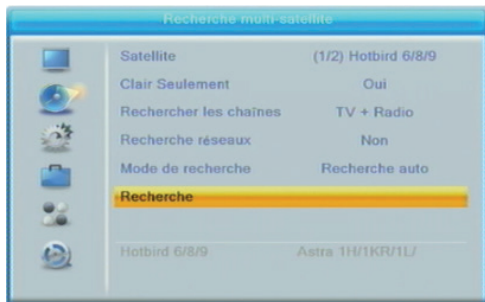 Recherche multi-satellite
Satellite (1/2) Hotbird 6/8/9
Clair Seulement Oui
Rechercher les chaînes TV + Radio
Recherche réseaux Non
Mode de recherche Recherche auto
Recherche
Hotbird 6/8/9 Astra 1H/1KR/1L/